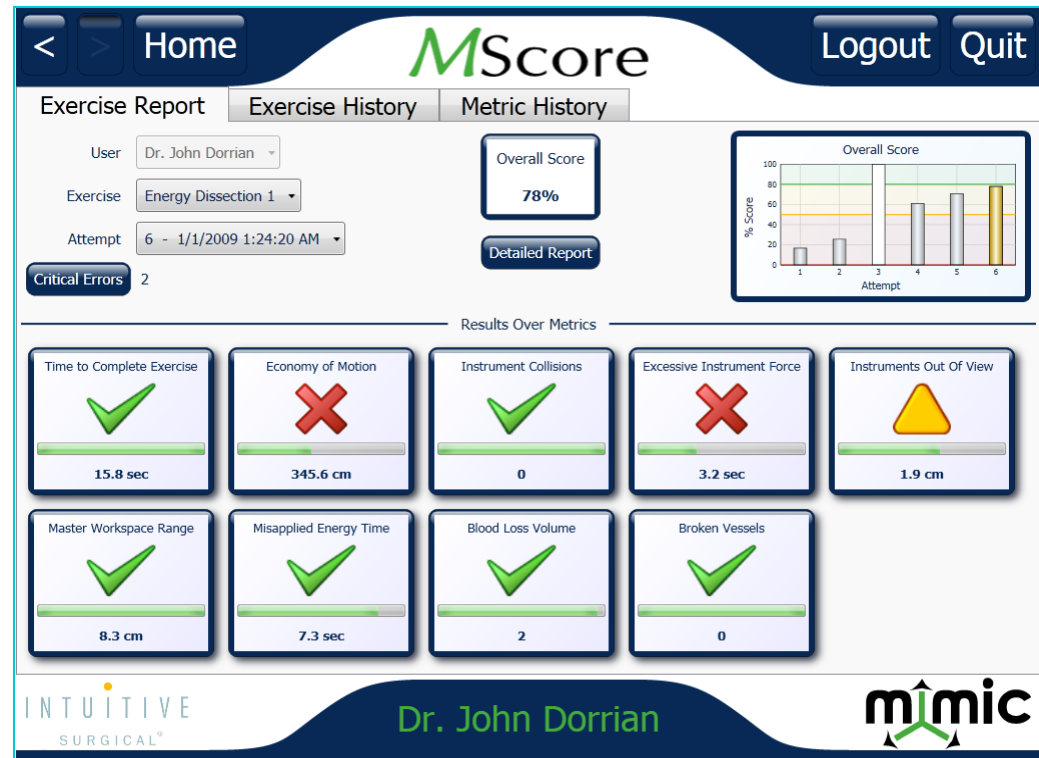 < > Home MScore Logout Quit
Exercise Report Exercise History Metric History
User Dr. John Dorrian
Exercise Energy Dissection 1
Attempt 6 - 1/1/2009 1:24:20 AM
Critical Errors 2
Overall Score
78%
Detailed Report
Overall Score
% Score
100
80
60
40
20
0
1 2 3 4 5 6
Attempt
Results Over Metrics
Time to Complete Exercise
15.8 sec
Economy of Motion
345.6 cm
Instrument Collisions
0
Excessive Instrument Force
3.2 sec
Instruments Out Of View
1.9 cm
Master Workspace Range
8.3 cm
Misapplied Energy Time
7.3 sec
Blood Loss Volume
2
Broken Vessels
0
INTUITIVE
SURGICAL®
Dr. John Dorrian
mimic